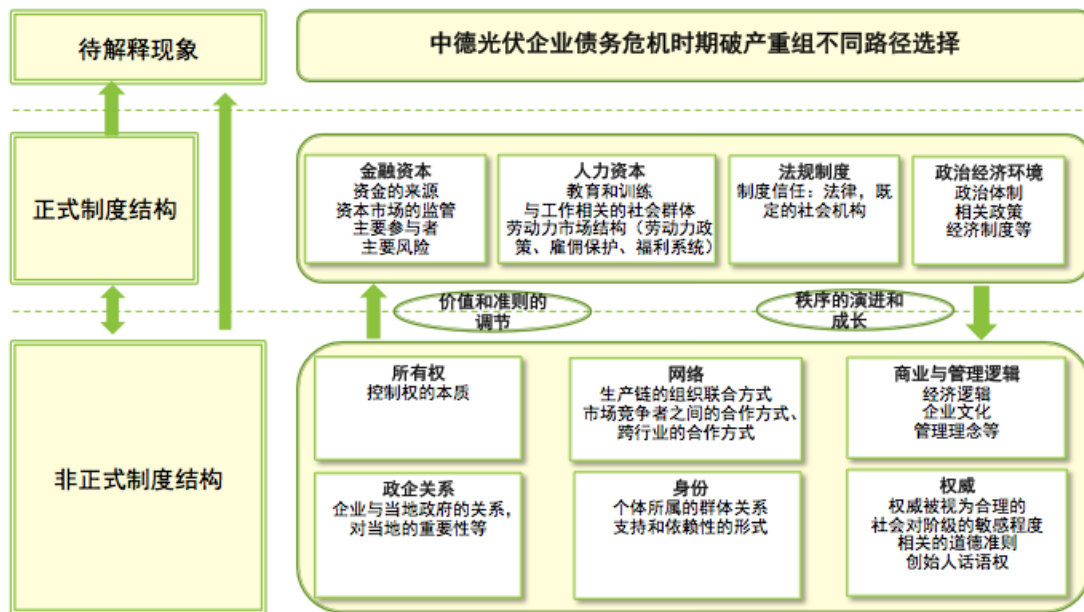 待解释现象
中德光伏企业债务危机时期破产重组不同路径选择
正式制度结构
金融资本
资金的来源
资本市场的监管
主要参与者
主要风险
人力资本
教育和训练
与工作相关的社会群体
劳动力市场结构（劳动力政
策、雇佣保护、福利系统）
法规制度
制度信任：法律，既
定的社会机构
政治经济环境
政治体制
相关政策
经济制度等
价值和准则的
调节
秩序的演进和
成长
非正式制度结构
所有权
控制权的本质
网络
生产链的组织联合方式
市场竞争者之间的合作方式、
跨行业的合作方式
商业与管理逻辑
经济逻辑
企业文化
管理理念等
政企关系
企业与当地政府的关系，
对当地的重要性等
身份
个体所属的群体关系
支持和依赖性的形式
权威
权威被视为合理的
社会对阶级的敏感程度
相关的道德准则
创始人话语权